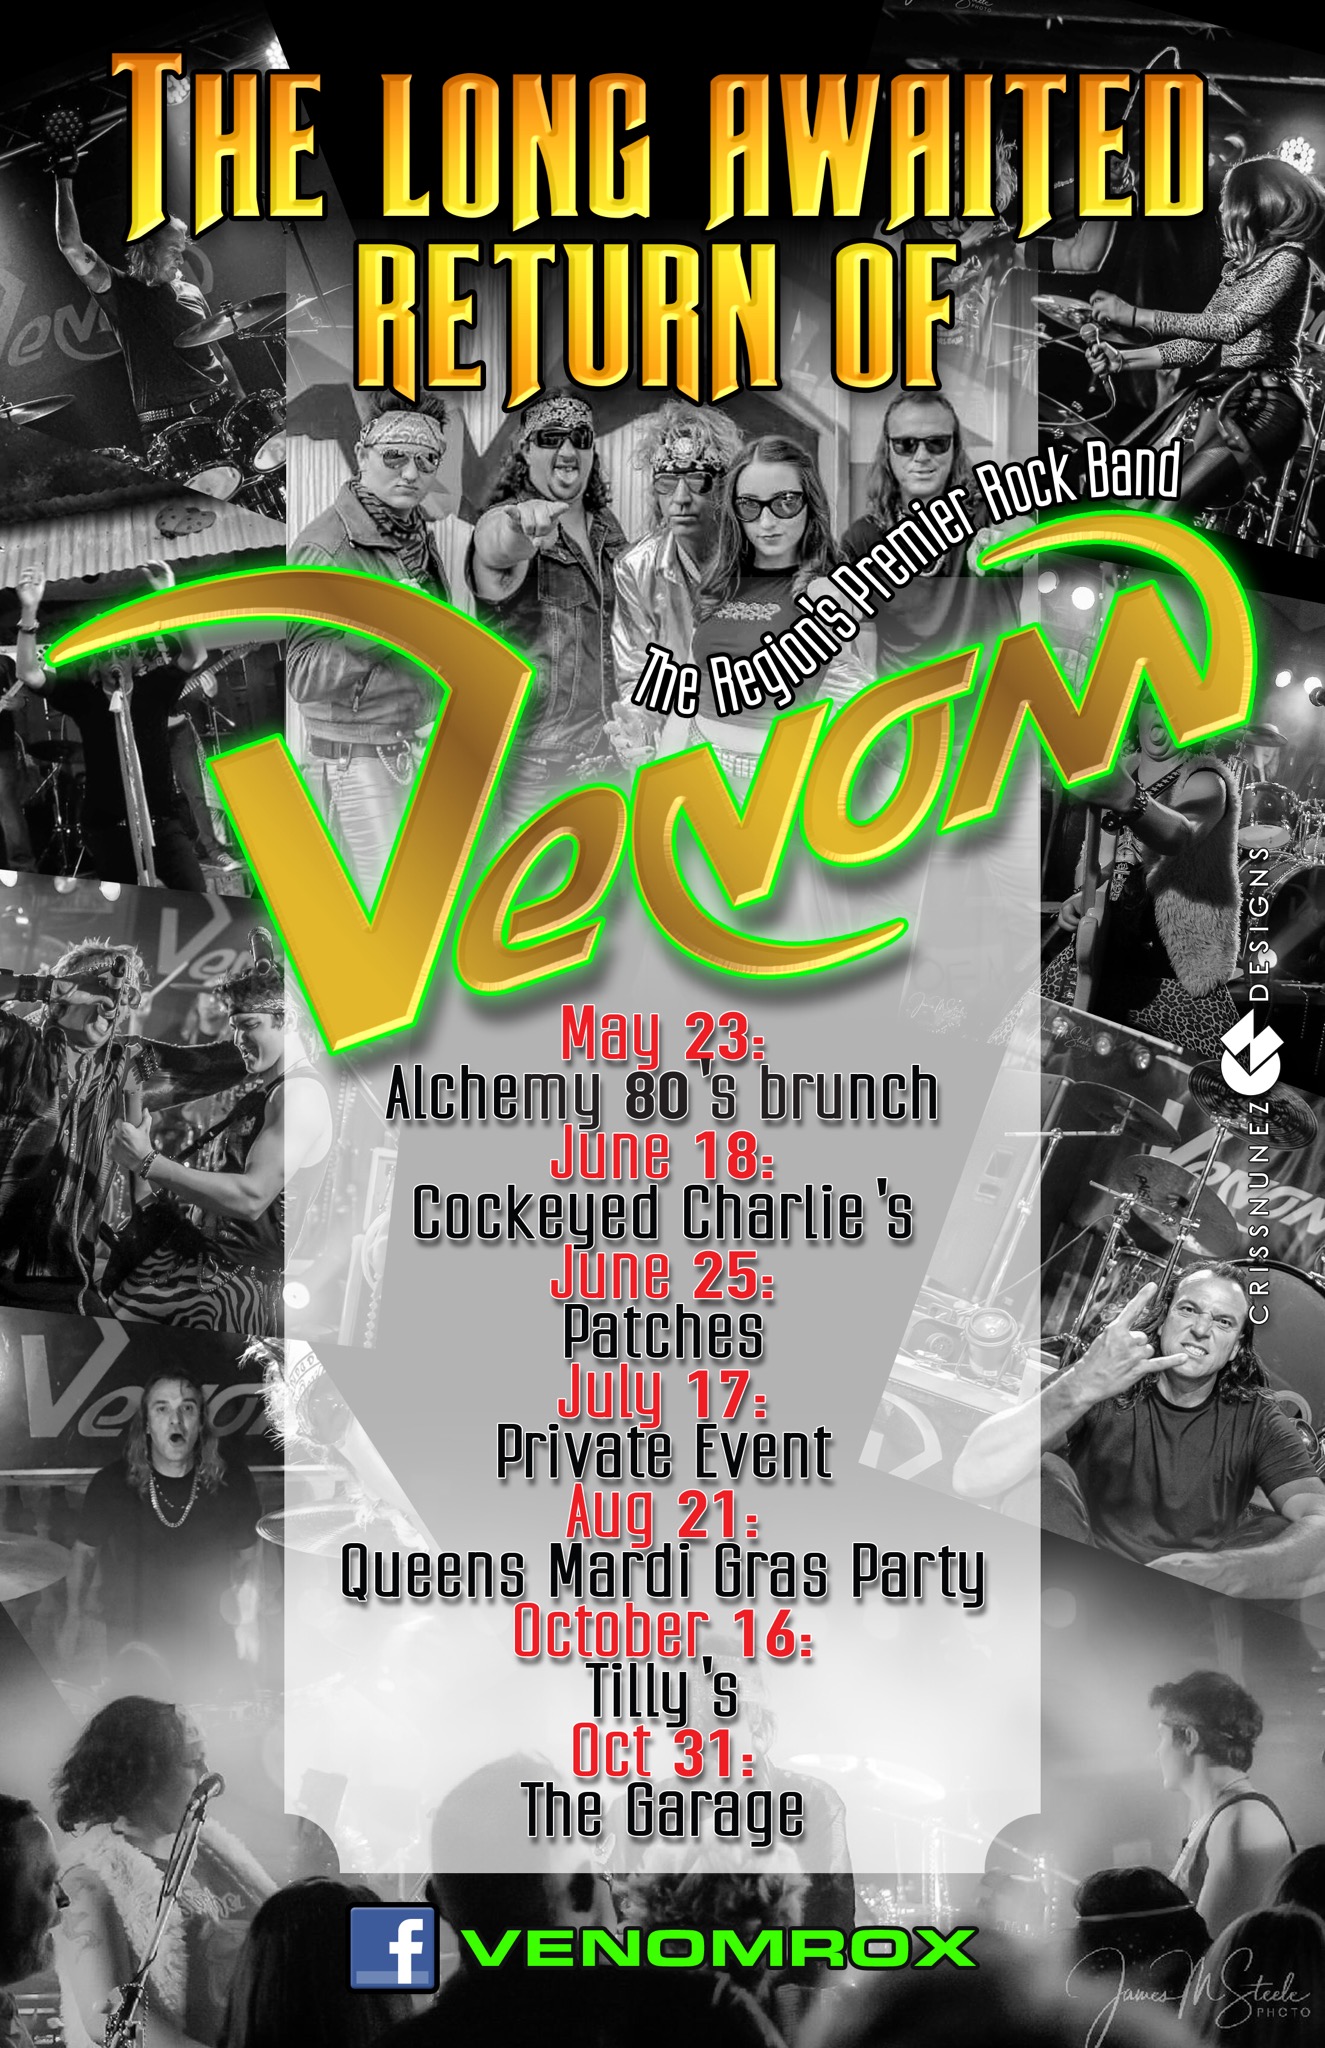 THE LONG AWAITED
RETURN OF
The Region's Premier Rock Band
Venom
May 23:
Alchemy 80's brunch
June 18:
Cockeyed Charlie's
June 25:
Patches
July 17:
Private Event
Aug 21:
Queens Mardi Gras Party
October 16:
Tilly's
Oct 31:
The Garage
f VENOMROX
CRISSNUNEZ DESIGNS
James M Steele
PHOTO
Venom
Venom